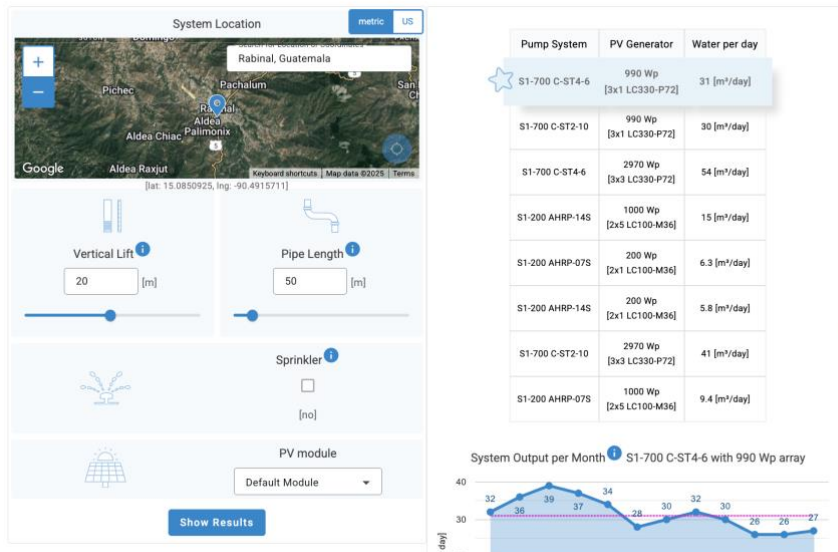 System Location
metric
US
Search for Location or Coordinates
Rabinal, Guatemala
+
−
Pichec
Pachalum
San
Rabinal
Aldea
Palimonix
Aldea Chiac
5
Aldea Raxjut
Google
Keyboard shortcuts
Map data ©2025
Terms
[lat: 15.0850925, lng: -90.4915711]
Vertical Lift i
20 [m]
Pipe Length i
50 [m]
Sprinkler i
[no]
PV module
Default Module
Show Results
Pump System PV Generator Water per day
S1-700 C-ST4-6 990 Wp [3x1 LC330-P72] 31 [m³/day]
S1-700 C-ST2-10 990 Wp [3x1 LC330-P72] 30 [m³/day]
S1-700 C-ST4-6 2970 Wp [3x3 LC330-P72] 54 [m³/day]
S1-200 AHRP-14S 1000 Wp [2x5 LC100-M36] 15 [m³/day]
S1-200 AHRP-07S 200 Wp [2x1 LC100-M36] 6.3 [m³/day]
S1-200 AHRP-14S 200 Wp [2x1 LC100-M36] 5.8 [m³/day]
S1-700 C-ST2-10 2970 Wp [3x3 LC330-P72] 41 [m³/day]
S1-200 AHRP-07S 1000 Wp [2x5 LC100-M36] 9.4 [m³/day]
System Output per Month i S1-700 C-ST4-6 with 990 Wp array
40
32 36 39 37 34 28 30 32 30 26 26 27
30
day]